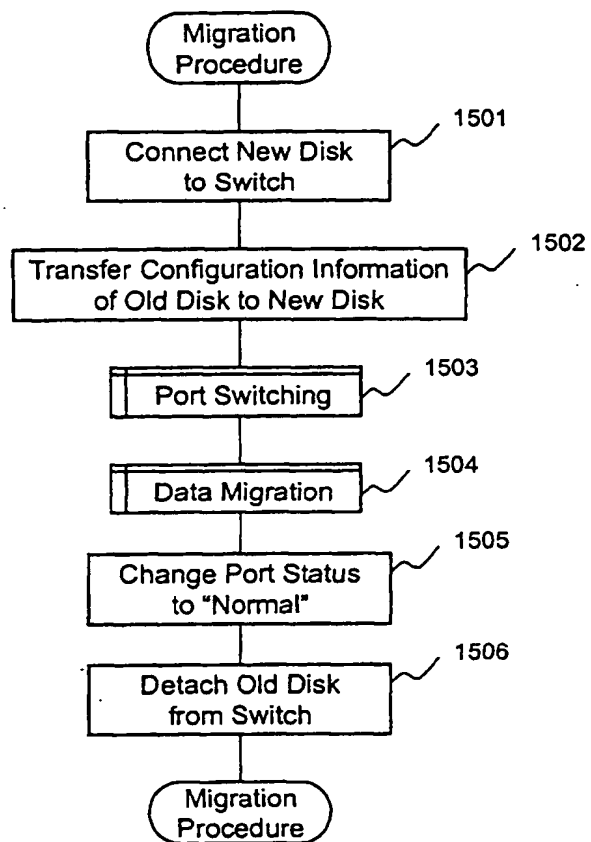 Migration
Procedure
1501
Connect New Disk
to Switch
1502
Transfer Configuration Information
of Old Disk to New Disk
1503
Port Switching
1504
Data Migration
1505
Change Port Status
to "Normal"
1506
Detach Old Disk
from Switch
Migration
Procedure